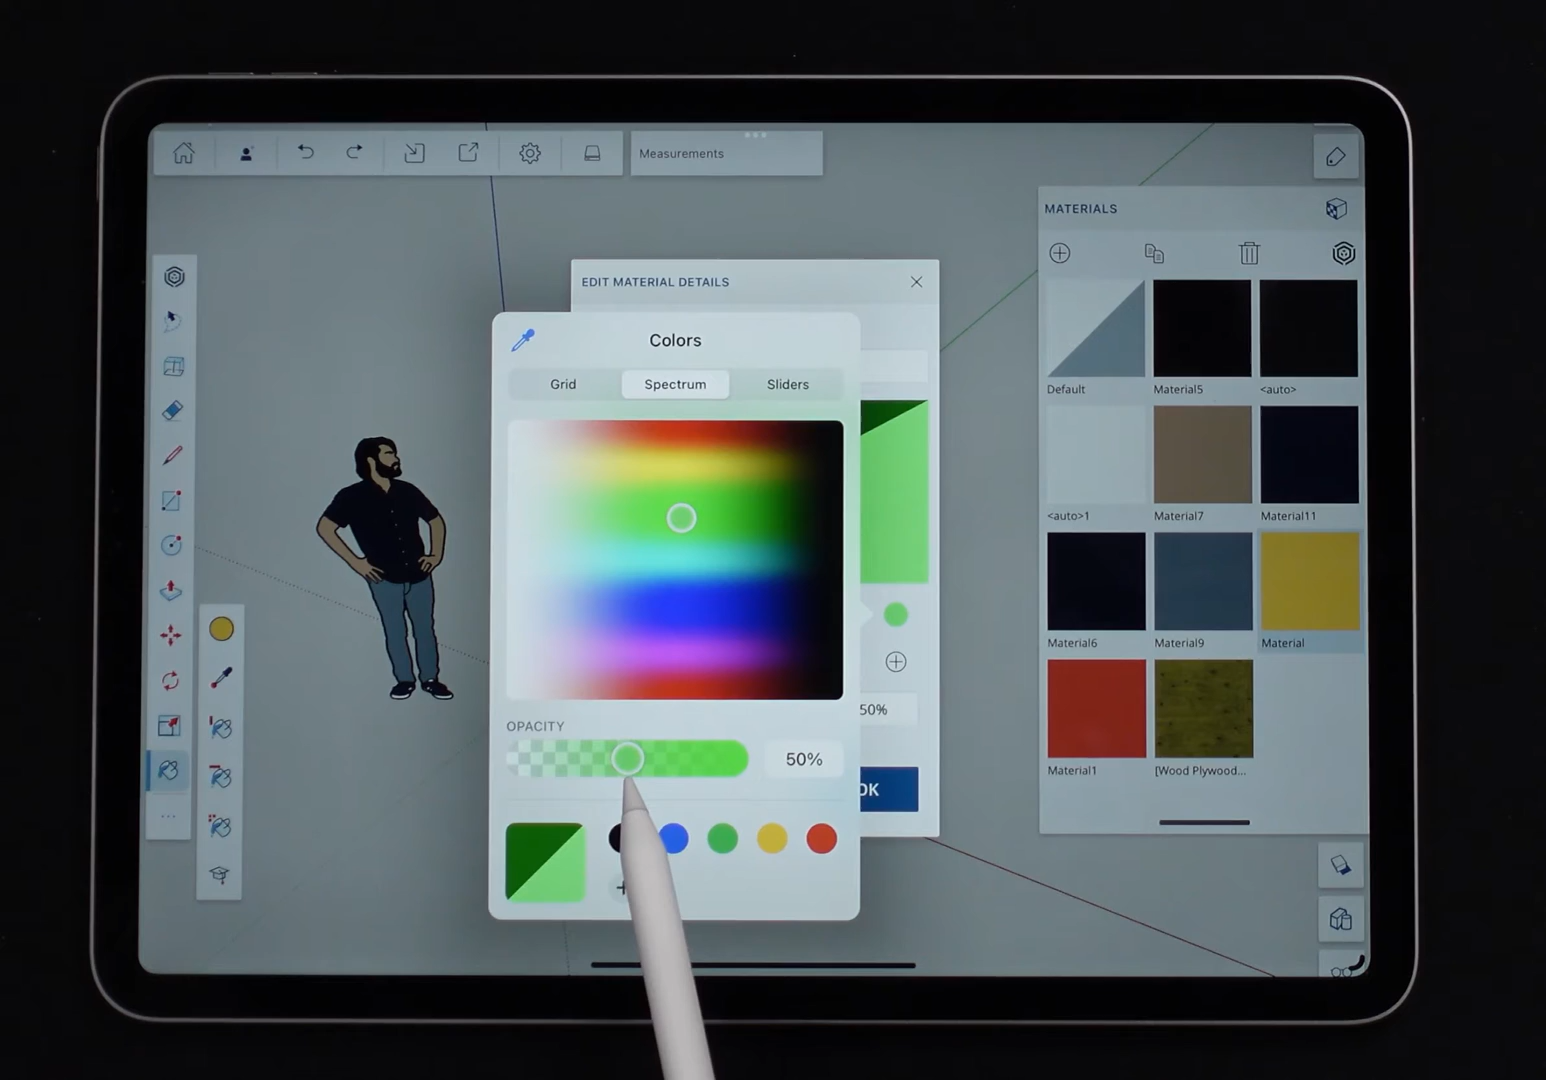 Measurements
MATERIALS
EDIT MATERIAL DETAILS
Colors
Grid
Spectrum
Sliders
Default
Material5
<auto>
<auto>1
Material7
Material11
Material6
Material9
Material
50%
OPACITY
50%
OK
Material1
[Wood Plywood...